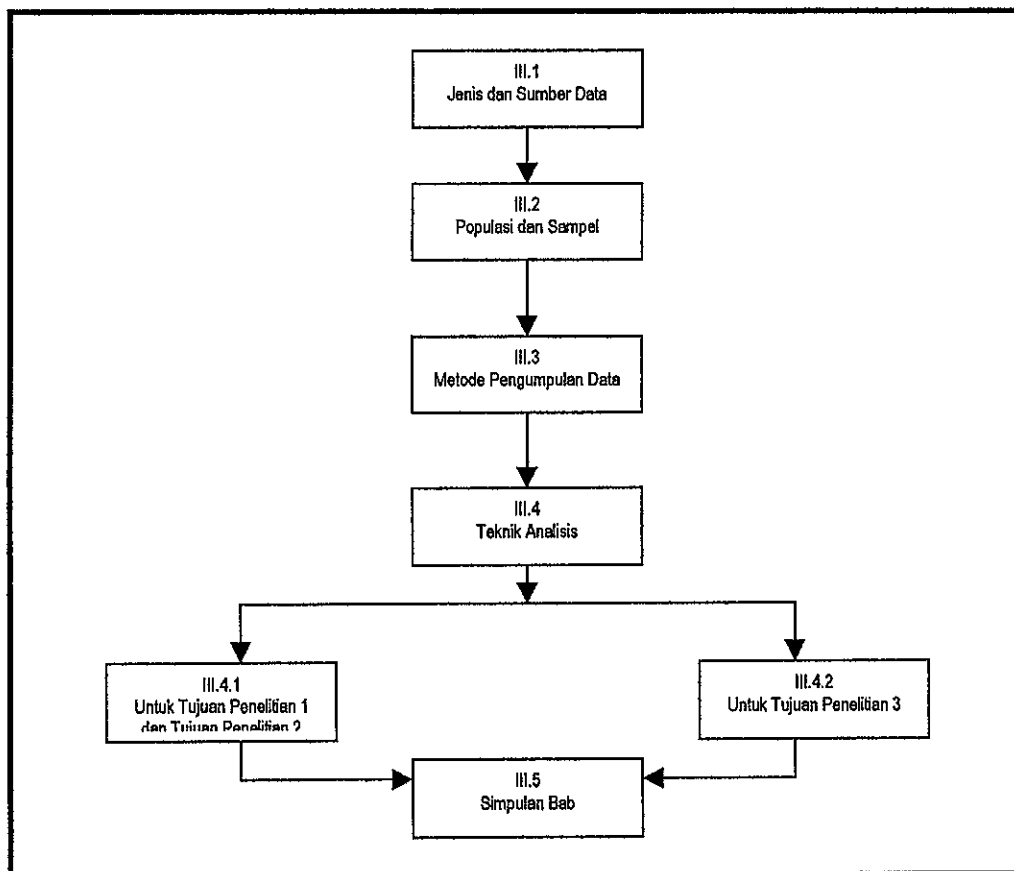 III.1
Jenis dan Sumber Data
III.2
Populasi dan Sampel
III.3
Metode Pengumpulan Data
III.4
Teknik Analisis
III.4.1
Untuk Tujuan Penelitian 1
dan Tujuan Penelitian 2
III.4.2
Untuk Tujuan Penelitian 3
III.5
Simpulan Bab